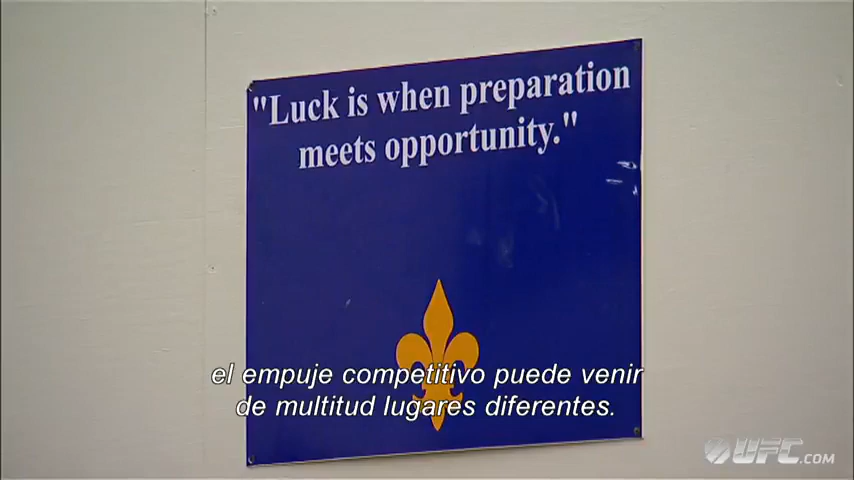 "Luck is when preparation
meets opportunity."
el empuje competitivo puede venir
de multitud lugares diferentes.
UFC.COM